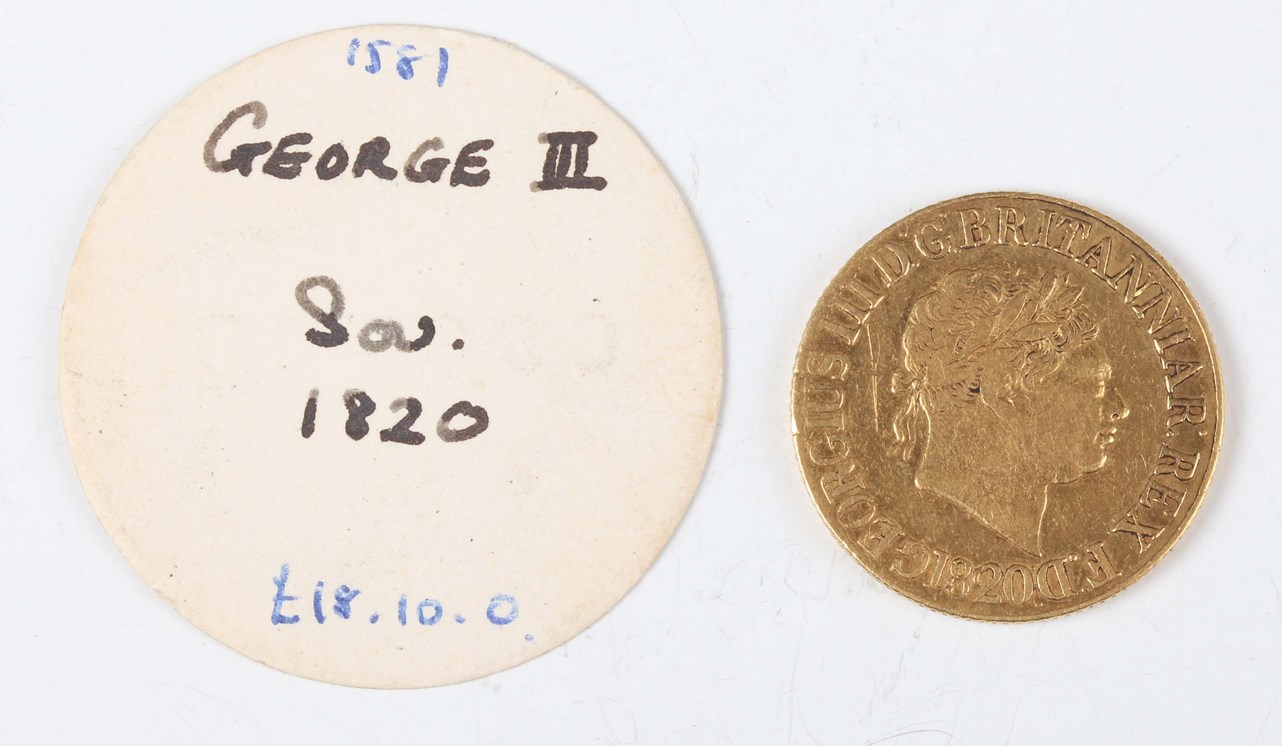 1581
GEORGE III
Sov.
1820
£18.10.0.
GEORGIUS III D:G: BRITANNIAR: REX F:D: 1820